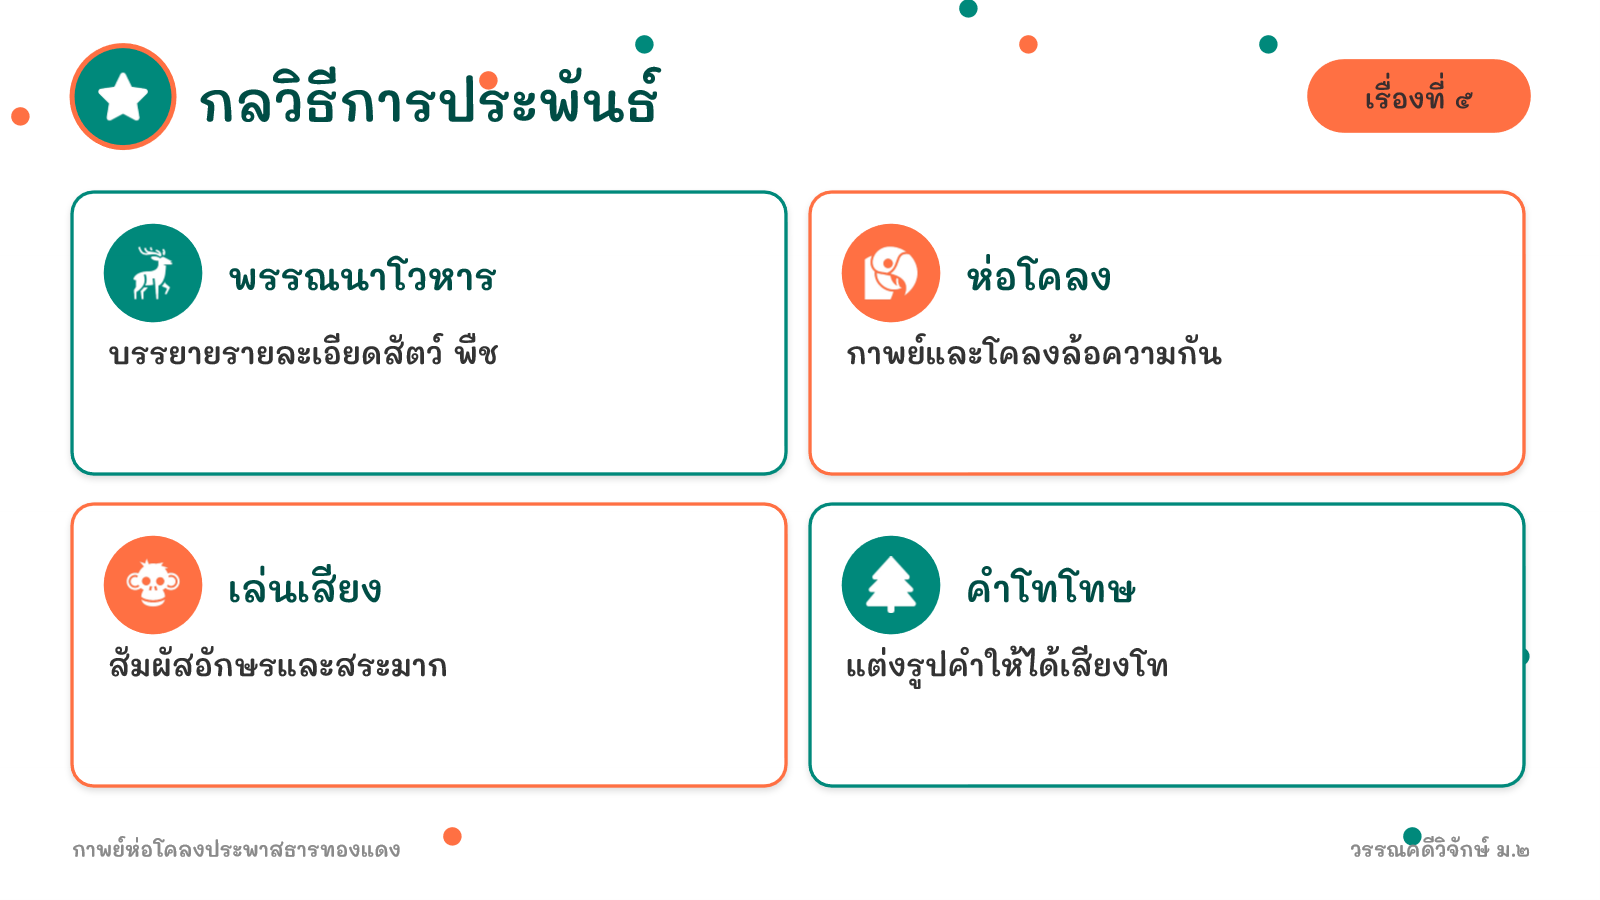 กลวิธีการประพันธ์
เรื่องที่ ๕
พรรณนาโวหาร
บรรยายรายละเอียดสัตว์ พืช
ห่อโคลง
กาพย์และโคลงล้อความกัน
เล่นเสียง
สัมผัสอักษรและสระมาก
คำโทโทษ
แต่งรูปคำให้ได้เสียงโท
กาพย์ห่อโคลงประพาสธารทองแดง
วรรณคดีวิจักษ์ ม.๒